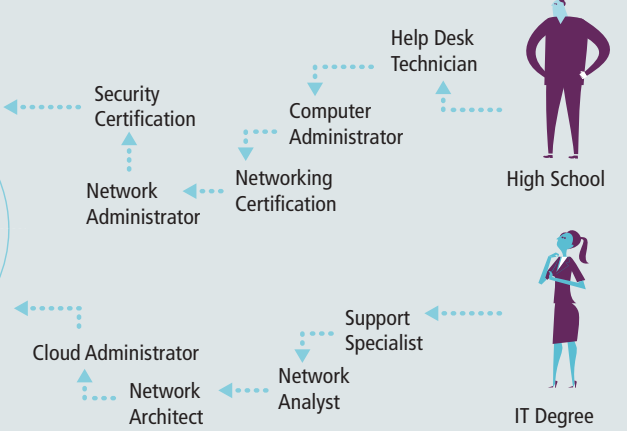 Help Desk
Technician
Security
Certification
Computer
Administrator
High School
Networking
Certification
Network
Administrator
Support
Specialist
Cloud Administrator
Network
Analyst
Network
Architect
IT Degree